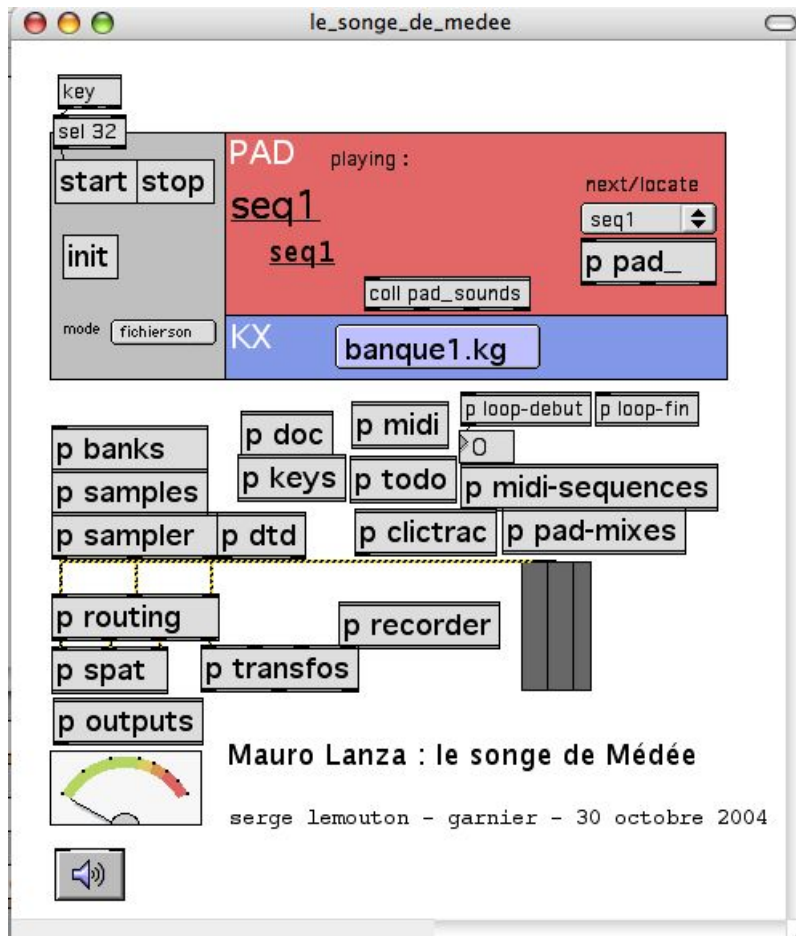 le_songe_de_medee
key
sel 32
start stop
PAD playing :
next/locate
seq1
seq1
init
seq1
p pad_
coll pad_sounds
mode fichierson
KX banque1.kg
p loop-debut p loop-fin
p doc p midi
0
p banks
p keys p todo
p samples
p midi-sequences
p sampler p dtd p clictrac p pad-mixes
p routing
p recorder
p spat p transfos
p outputs
Mauro Lanza : le songe de Médée
serge lemouton - garnier - 30 octobre 2004